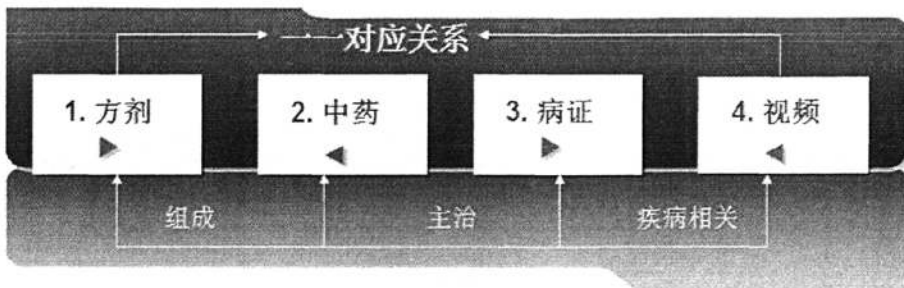 一一对应关系
1. 方剂
2. 中药
3. 病证
4. 视频
组成
主治
疾病相关